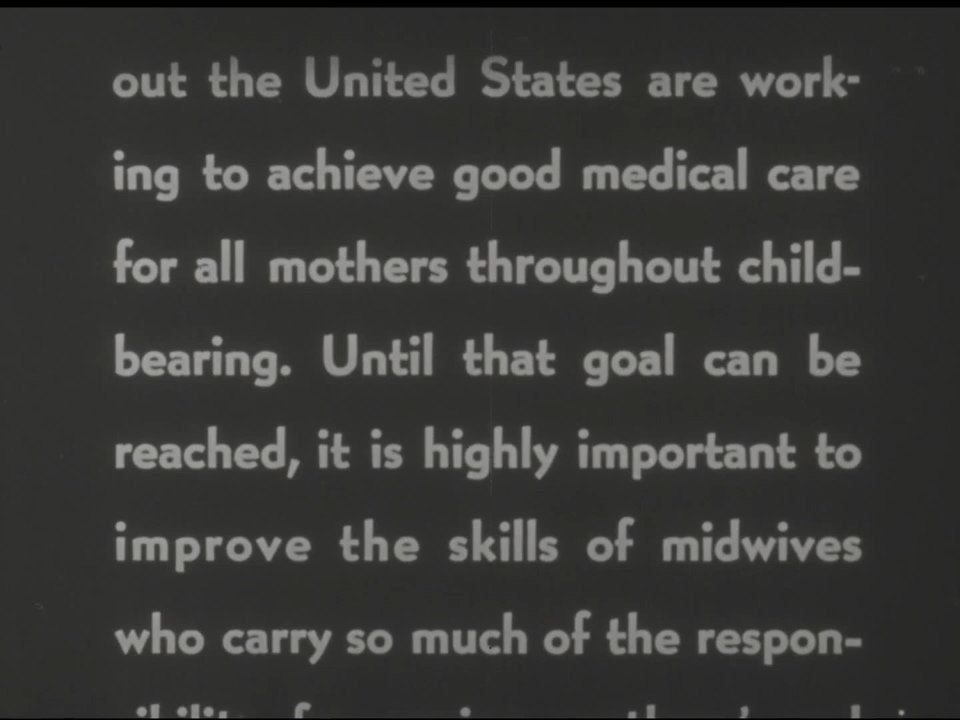 out the United States are work-
ing to achieve good medical care
for all mothers throughout child-
bearing. Until that goal can be
reached, it is highly important to
improve the skills of midwives
who carry so much of the respon-